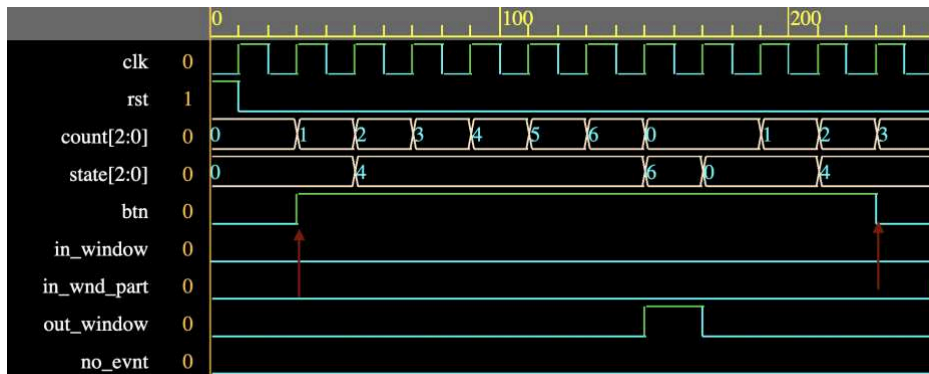 0 100 200
clk 0
rst 1
count[2:0] 0 0 1 2 3 4 5 6 0 1 2 3
state[2:0] 0 0 4 6 0 4
btn 0
in_window 0
in_wnd_part 0
out_window 0
no_evnt 0